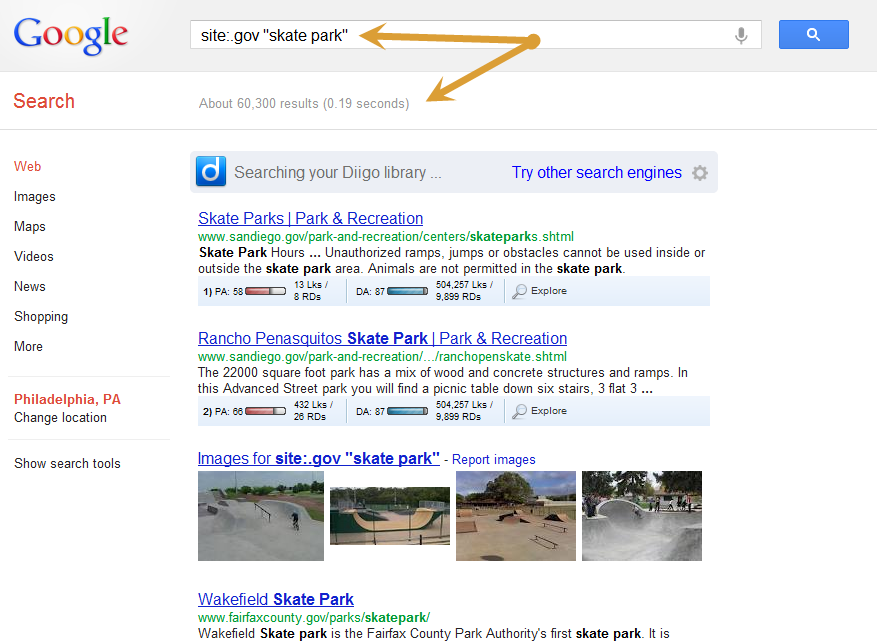 Google
site:.gov "skate park"
Search
About 60,300 results (0.19 seconds)
Web
Images
Maps
Videos
News
Shopping
More
Philadelphia, PA
Change location
Show search tools
d Searching your Diigo library ... Try other search engines
Skate Parks | Park & Recreation
www.sandiego.gov/park-and-recreation/centers/skateparks.shtml
Skate Park Hours ... Unauthorized ramps, jumps or obstacles cannot be used inside or
outside the skate park area. Animals are not permitted in the skate park.
1) PA: 58 13 Lks / DA: 87 504,257 Lks / Explore
8 RDs 9,899 RDs
Rancho Penasquitos Skate Park | Park & Recreation
www.sandiego.gov/park-and-recreation/.../ranchopenskate.shtml
The 22000 square foot park has a mix of wood and concrete structures and ramps. In
this Advanced Street park you will find a picnic table down six stairs, 3 flat 3 ...
2) PA: 66 432 Lks / DA: 87 504,257 Lks / Explore
26 RDs 9,899 RDs
Images for site:.gov "skate park" - Report images
Wakefield Skate Park
www.fairfaxcounty.gov/parks/skatepark/
Wakefield Skate park is the Fairfax County Park Authority's first skate park. It is